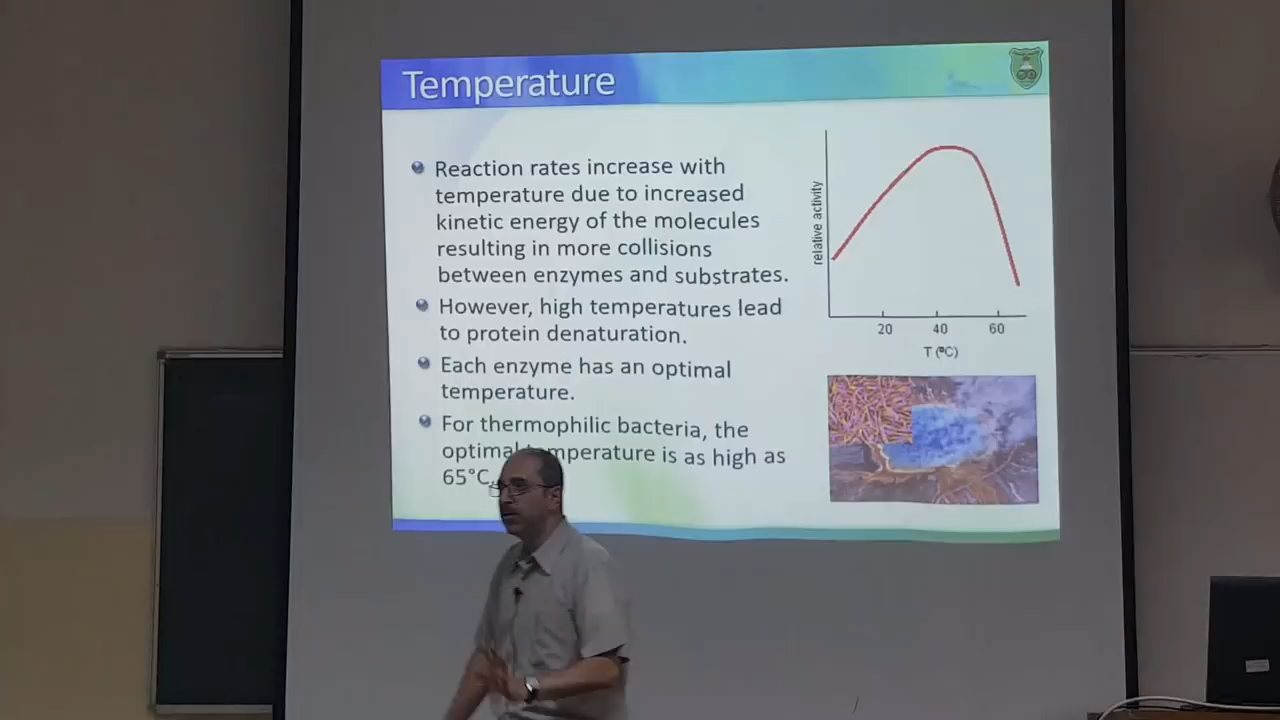 Temperature
Reaction rates increase with
temperature due to increased
kinetic energy of the molecules
resulting in more collisions
between enzymes and substrates.
However, high temperatures lead
to protein denaturation.
Each enzyme has an optimal
temperature.
For thermophilic bacteria, the
optimal temperature is as high as
65°C.
relative activity
20 40 60
T (ºC)